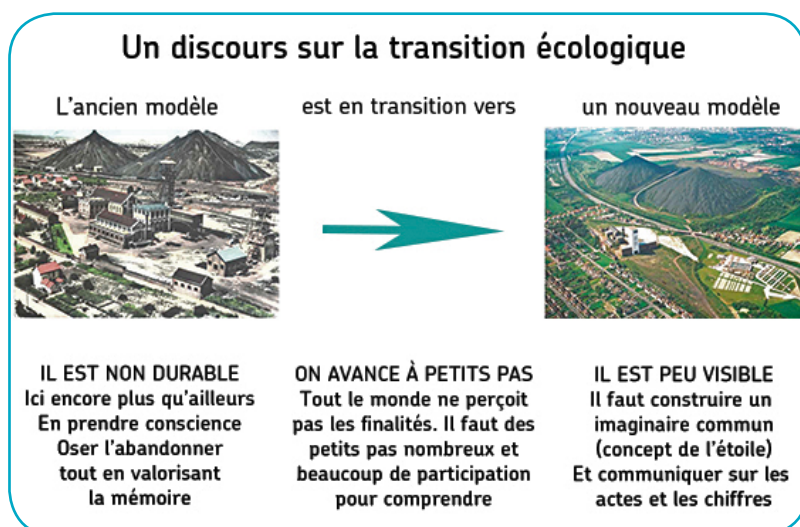 Un discours sur la transition écologique
L'ancien modèle
est en transition vers
un nouveau modèle
IL EST NON DURABLE
Ici encore plus qu'ailleurs
En prendre conscience
Oser l'abandonner
tout en valorisant
la mémoire
ON AVANCE À PETITS PAS
Tout le monde ne perçoit
pas les finalités. Il faut des
petits pas nombreux et
beaucoup de participation
pour comprendre
IL EST PEU VISIBLE
Il faut construire un
imaginaire commun
(concept de l'étoile)
Et communiquer sur les
actes et les chiffres